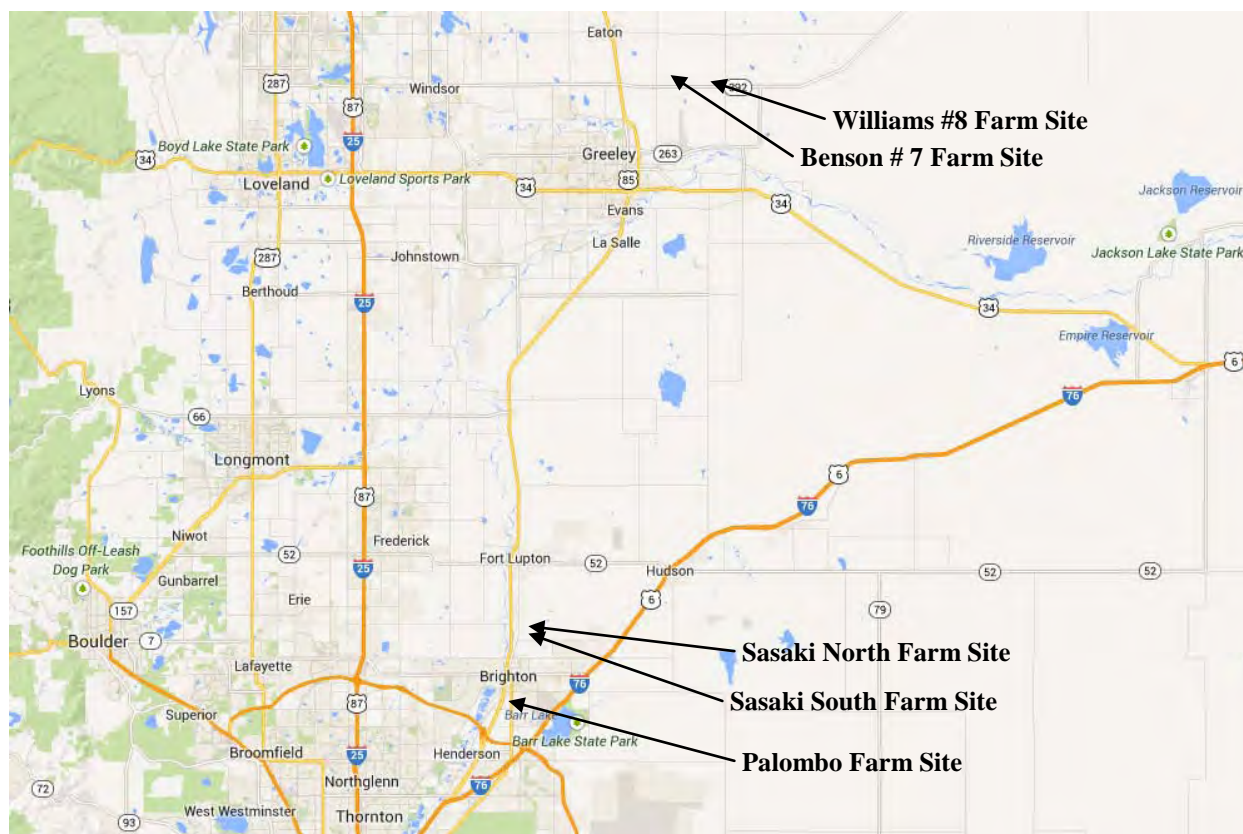 Eaton
287
87
Windsor
392
Williams #8 Farm Site
Boyd Lake State Park
25
Greeley
263
Benson # 7 Farm Site
34
Loveland
Loveland Sports Park
34
85
Jackson Reservoir
34
Evans
La Salle
Riverside Reservoir
Jackson Lake State Park
287
Johnstown
Berthoud
25
34
Empire Reservoir
6
Lyons
76
66
Longmont
6
87
76
Niwot
Frederick
Foothills Off-Leash
Dog Park
52
Fort Lupton
52
Hudson
52
52
Gunbarrel
25
157
Erie
6
79
Boulder
7
Sasaki North Farm Site
Lafayette
Brighton
76
Sasaki South Farm Site
Superior
87
Barr Lake
Barr Lake State Park
Broomfield
25
Henderson
Palombo Farm Site
72
Northglenn
76
West Westminster
Thornton
93